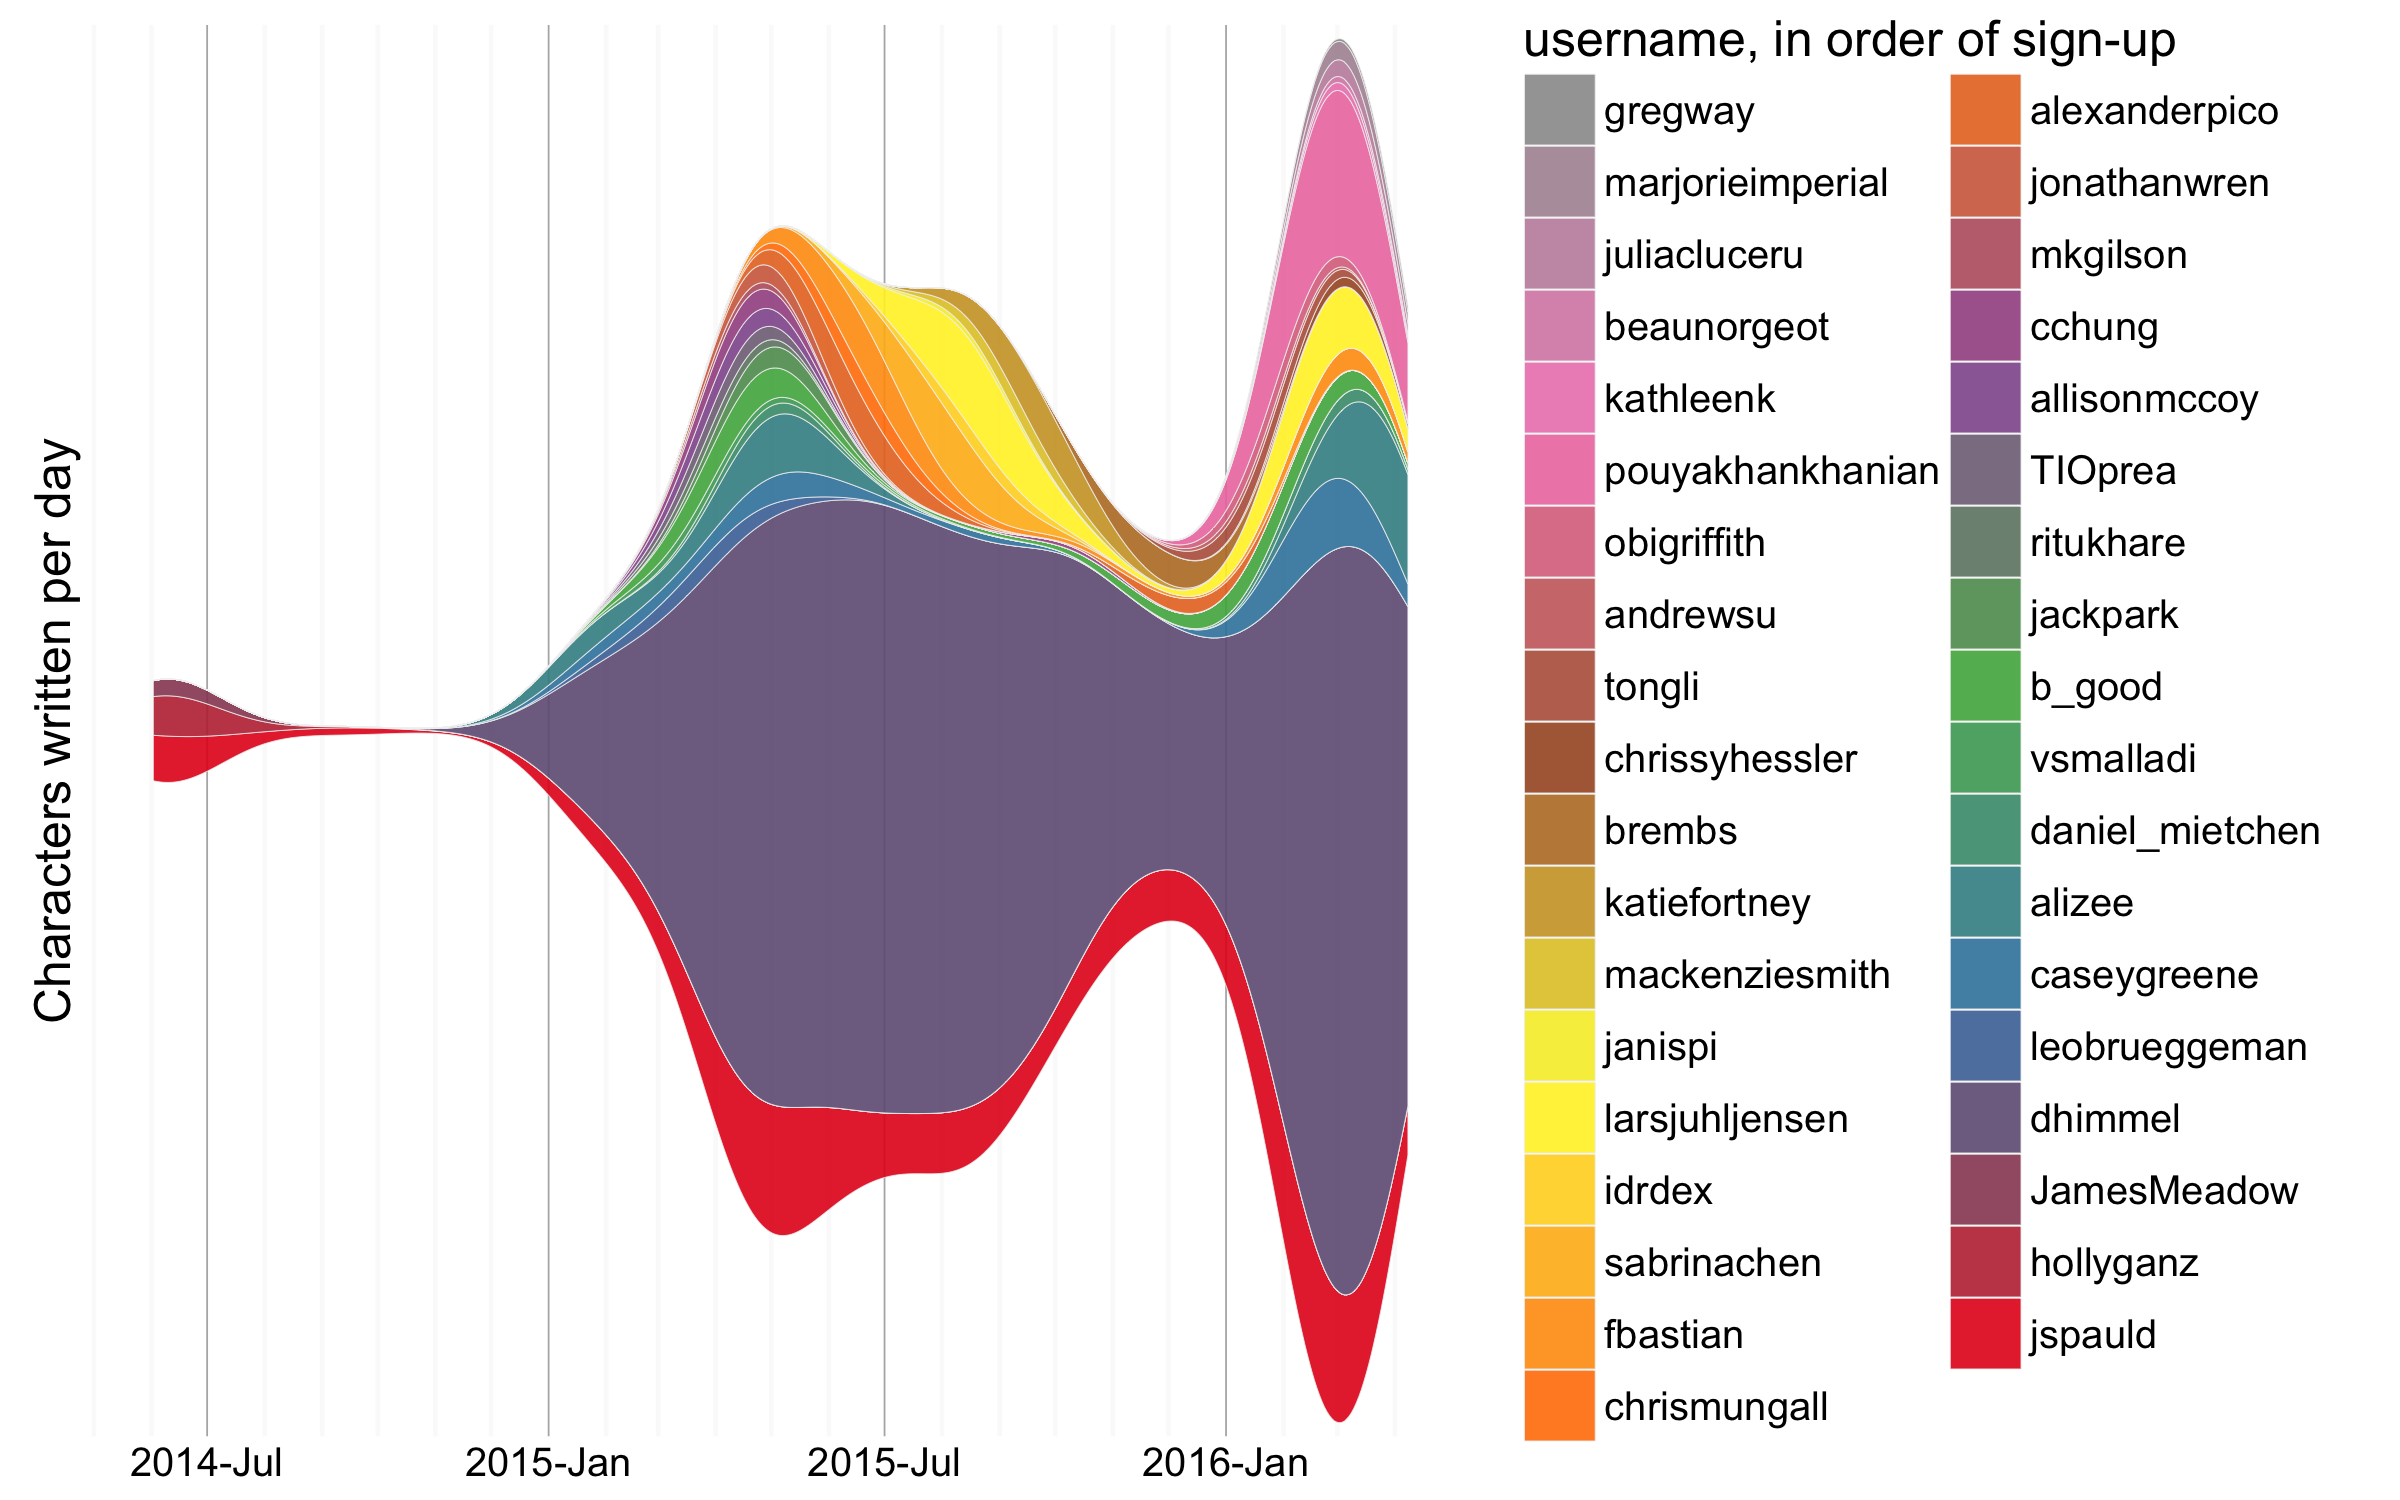 Characters written per day
2014-Jul
2015-Jan
2015-Jul
2016-Jan
username, in order of sign-up
gregway
marjorieimperial
juliacluceru
beaunorgeot
kathleenk
pouyakhankhanian
obigriffith
andrewsu
tongli
chrissyhessler
brembs
katiefortney
mackenziesmith
janispi
larsjuhljensen
idrdex
sabrinachen
fbastian
chrismungall
alexanderpico
jonathanwren
mkgilson
cchung
allisonmccoy
TIOprea
ritukhare
jackpark
b_good
vsmalladi
daniel_mietchen
alizee
caseygreene
leobrueggeman
dhimmel
JamesMeadow
hollyganz
jspauld